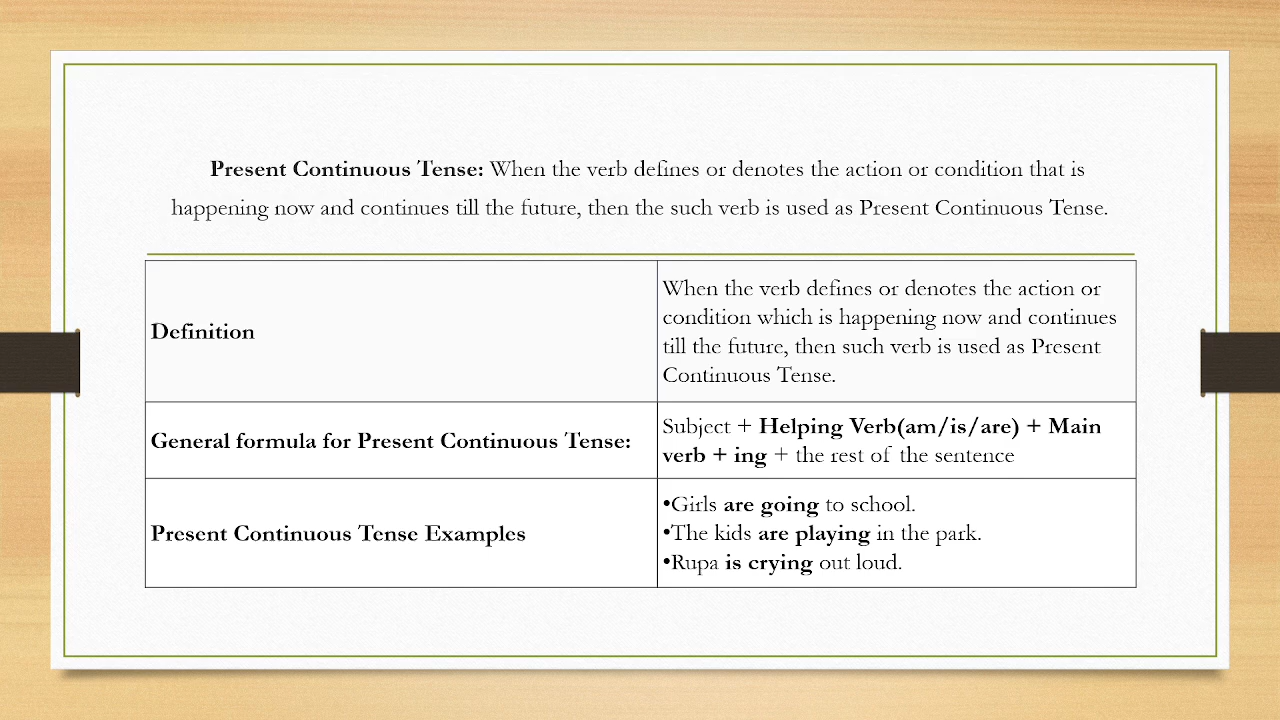 Present Continuous Tense: When the verb defines or denotes the action or condition that is
happening now and continues till the future, then the such verb is used as Present Continuous Tense.
Definition
When the verb defines or denotes the action or
condition which is happening now and continues
till the future, then such verb is used as Present
Continuous Tense.
General formula for Present Continuous Tense:
Subject + Helping Verb(am/is/are) + Main
verb + ing + the rest of the sentence
Present Continuous Tense Examples
•Girls are going to school.
•The kids are playing in the park.
•Rupa is crying out loud.